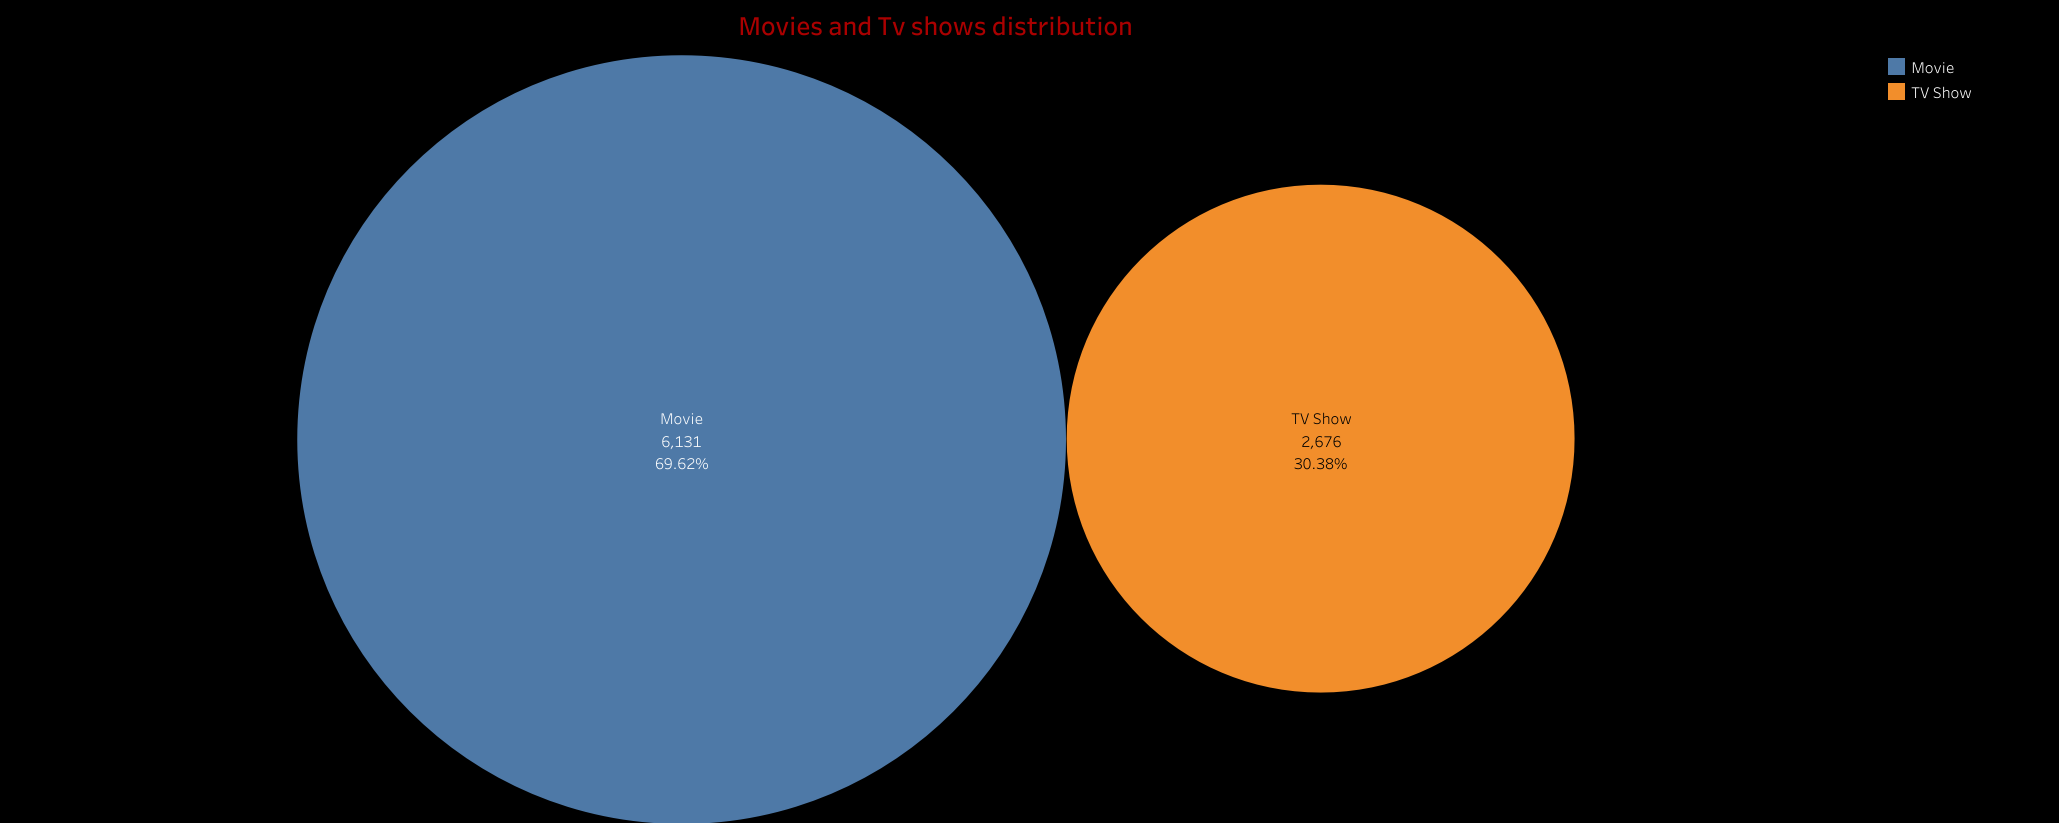 Movies and Tv shows distribution
Movie
TV Show
Movie
6,131
69.62%
TV Show
2,676
30.38%